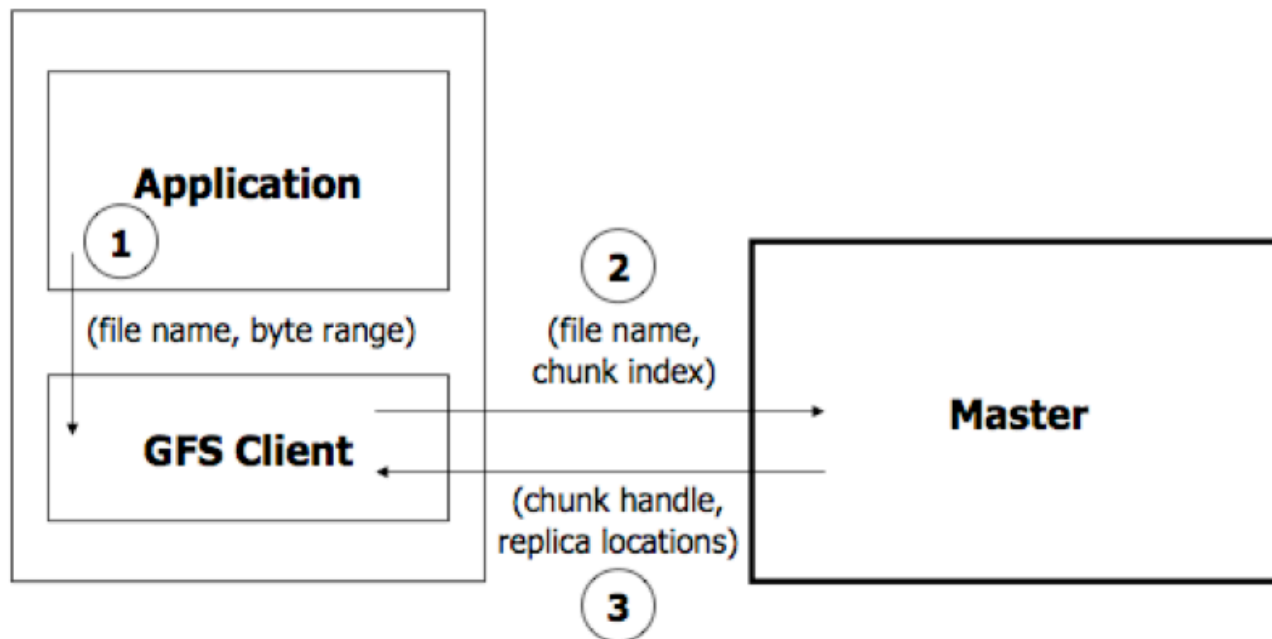 Application
1
(file name, byte range)
GFS Client
2
(file name,
chunk index)
Master
(chunk handle,
replica locations)
3